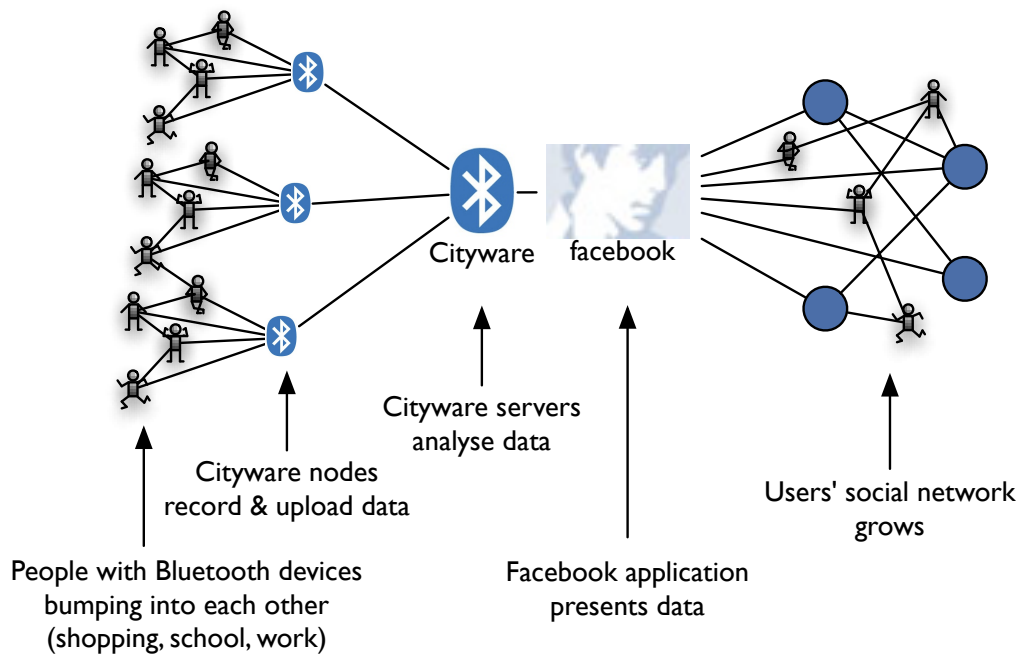 Cityware
facebook
Cityware servers
analyse data
Cityware nodes
record & upload data
Users' social network
grows
People with Bluetooth devices
bumping into each other
(shopping, school, work)
Facebook application
presents data